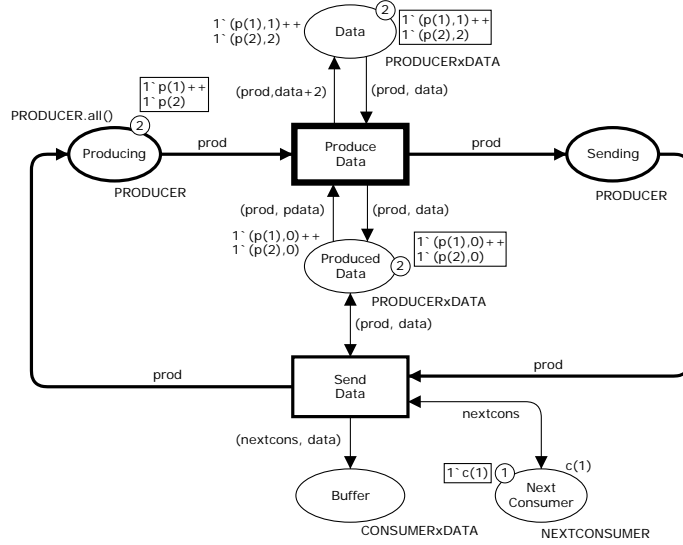 1`(p(1),1)++
1`(p(2),2)
Data
2
1`(p(1),1)++
1`(p(2),2)
PRODUCERxDATA
1`p(1)++
1`p(2)
(prod,data+2)
(prod, data)
PRODUCER.all()
2
Producing
PRODUCER
prod
Produce
Data
prod
Sending
PRODUCER
(prod, pdata)
(prod, data)
1`(p(1),0)++
1`(p(2),0)
Produced
Data
2
1`(p(1),0)++
1`(p(2),0)
PRODUCERxDATA
(prod, data)
prod
Send
Data
prod
nextcons
(nextcons, data)
Buffer
CONSUMERxDATA
1`c(1)
1
c(1)
Next
Consumer
NEXTCONSUMER